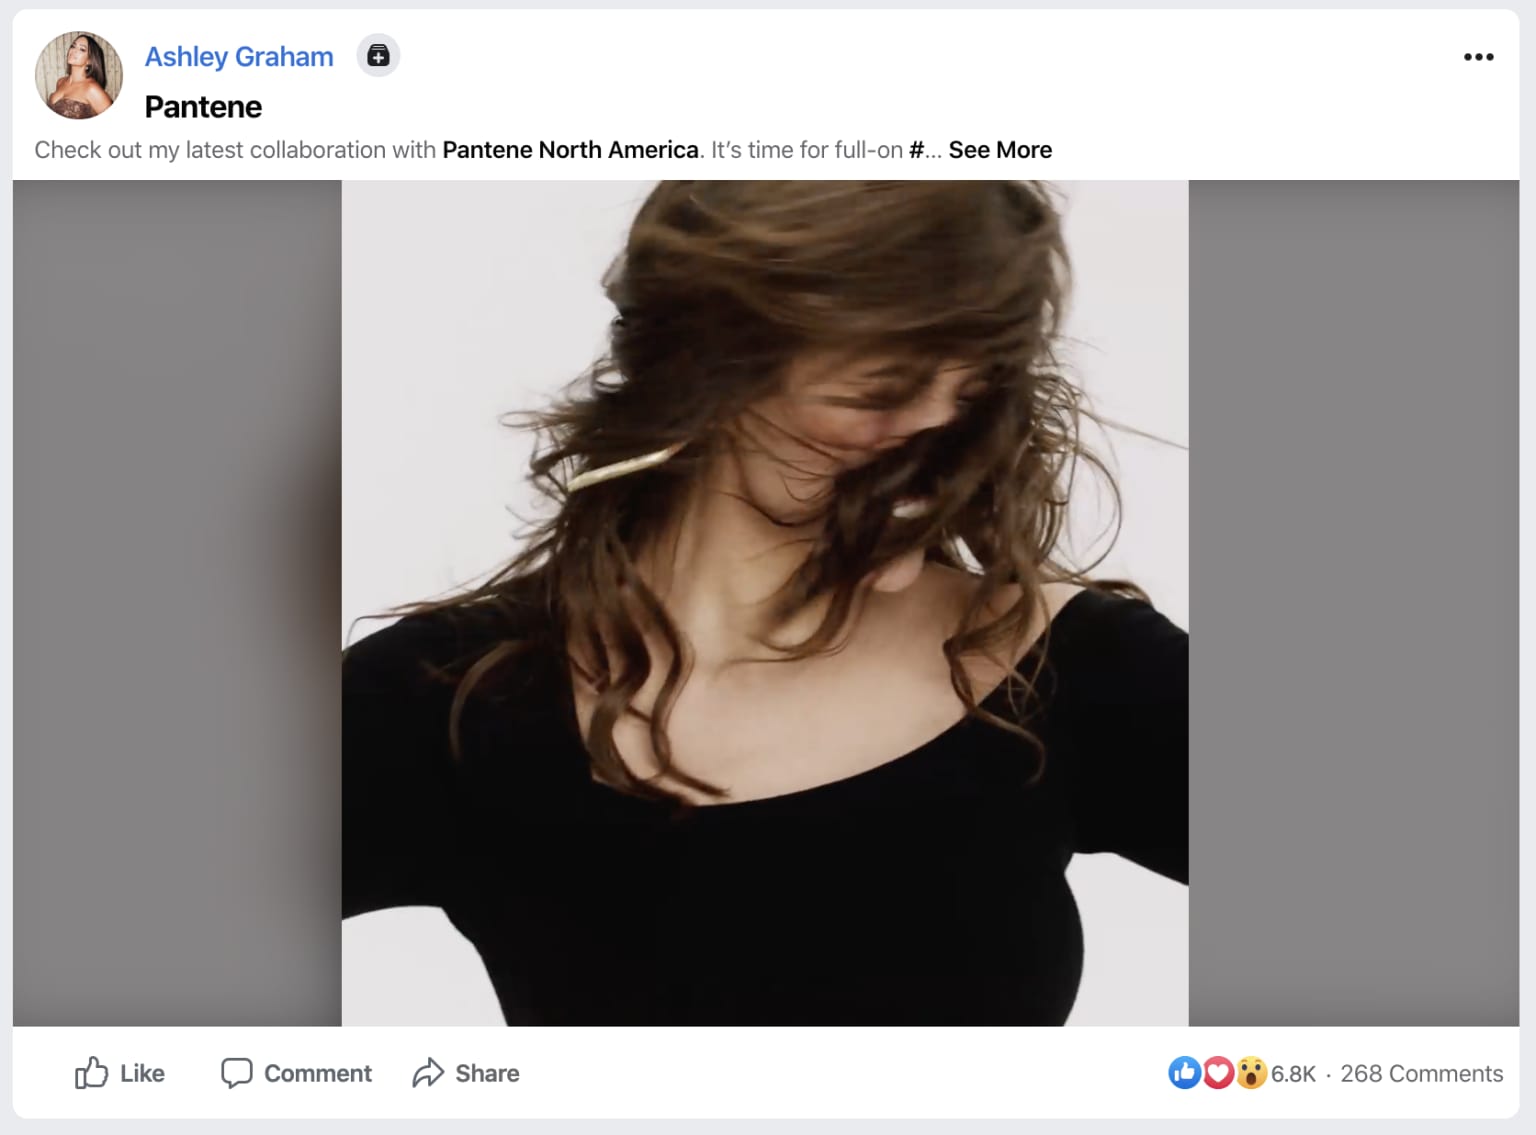 Ashley Graham
Pantene
Check out my latest collaboration with Pantene North America. It’s time for full-on #... See More
Like Comment Share 6.8K · 268 Comments